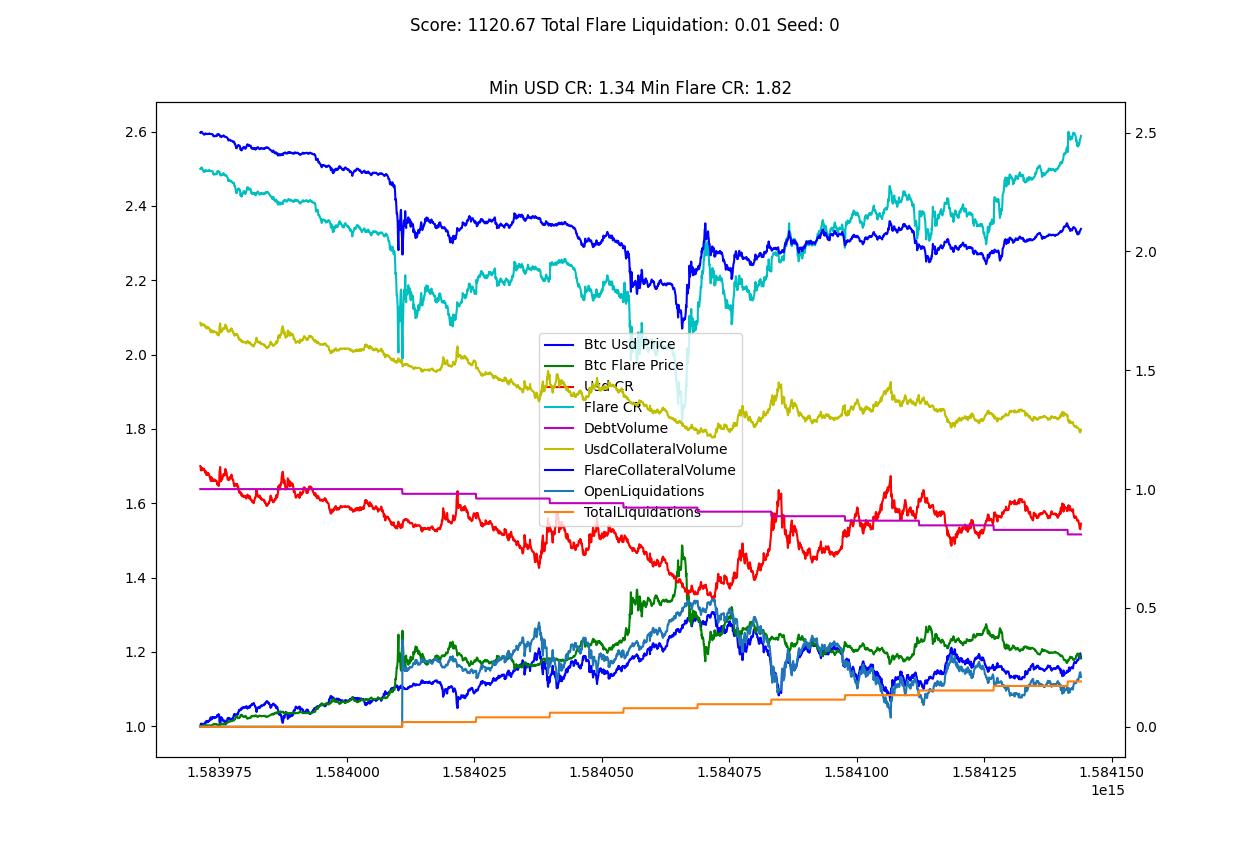 Score: 1120.67 Total Flare Liquidation: 0.01 Seed: 0
Min USD CR: 1.34 Min Flare CR: 1.82
2.6
2.4
2.2
2.0
1.8
1.6
1.4
1.2
1.0
2.5
2.0
1.5
1.0
0.5
0.0
Btc Usd Price
Btc Flare Price
Usd CR
Flare CR
DebtVolume
UsdCollateralVolume
FlareCollateralVolume
OpenLiquidations
TotalLiquidations
1.583975 1.584000 1.584025 1.584050 1.584075 1.584100 1.584125 1.584150
1e15